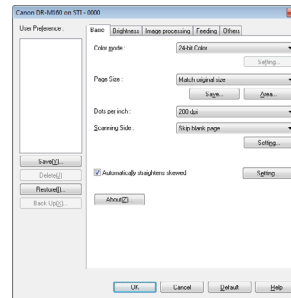 Canon DR-M160 on STI - 0000
User Preference :
Basic Brightness Image processing Feeding Others
Color mode : 24-bit Color
Setting...
Page Size : Match original size
Save... Area...
Dots per inch : 200 dpi
Scanning Side : Skip blank page
Setting...
Save(V)...
Delete(J)
Restore(I)...
Back Up(K)...
Automatically straightens skewed Setting...
About(Z)...
OK Cancel Default Help